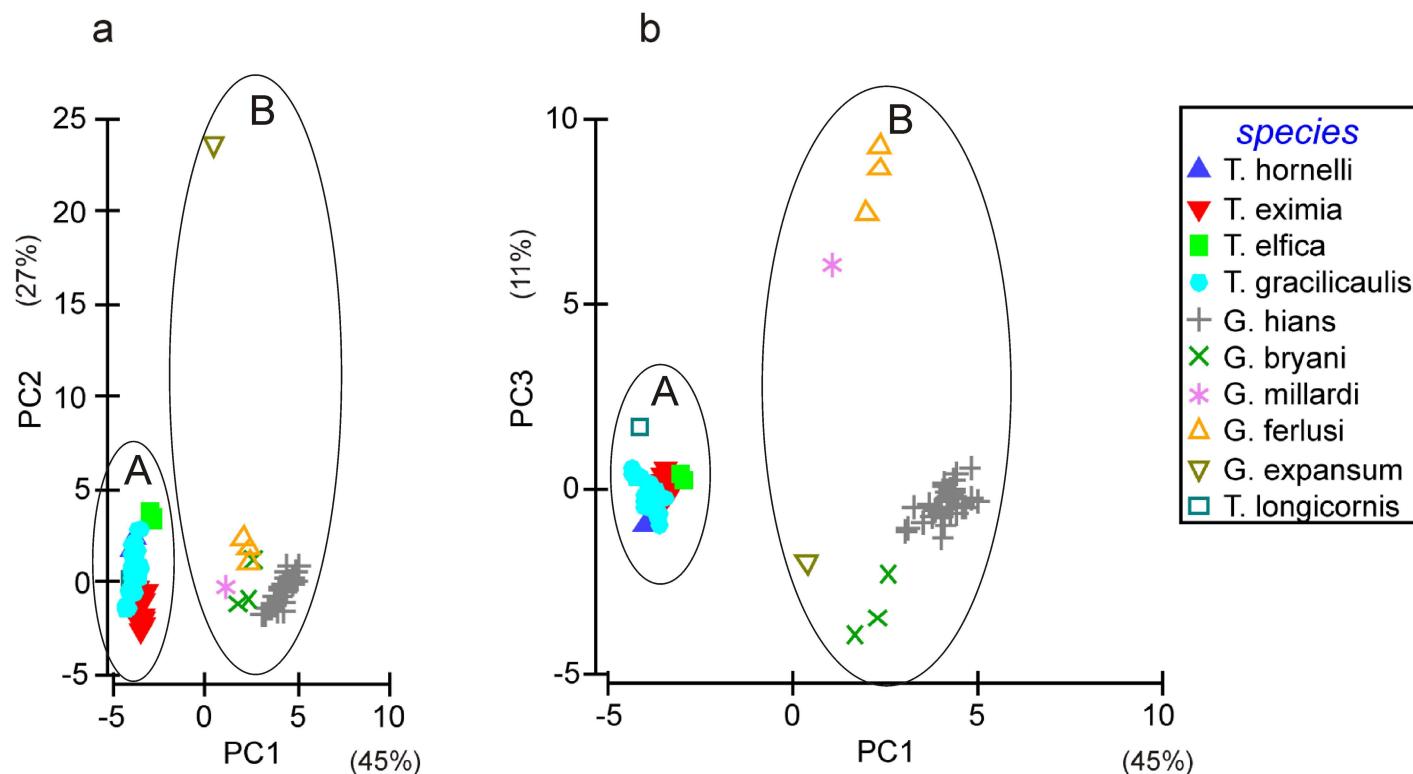 a
b
B
A
25
20
15
10
5
0
-5
PC2
(27%)
-5
0
5
10
PC1
(45%)
B
A
10
5
0
-5
PC3
(11%)
-5
0
5
10
PC1
(45%)
species
T. hornelli
T. eximia
T. elfica
T. gracilicaulis
G. hians
G. bryani
G. millardi
G. ferlusi
G. expansum
T. longicornis